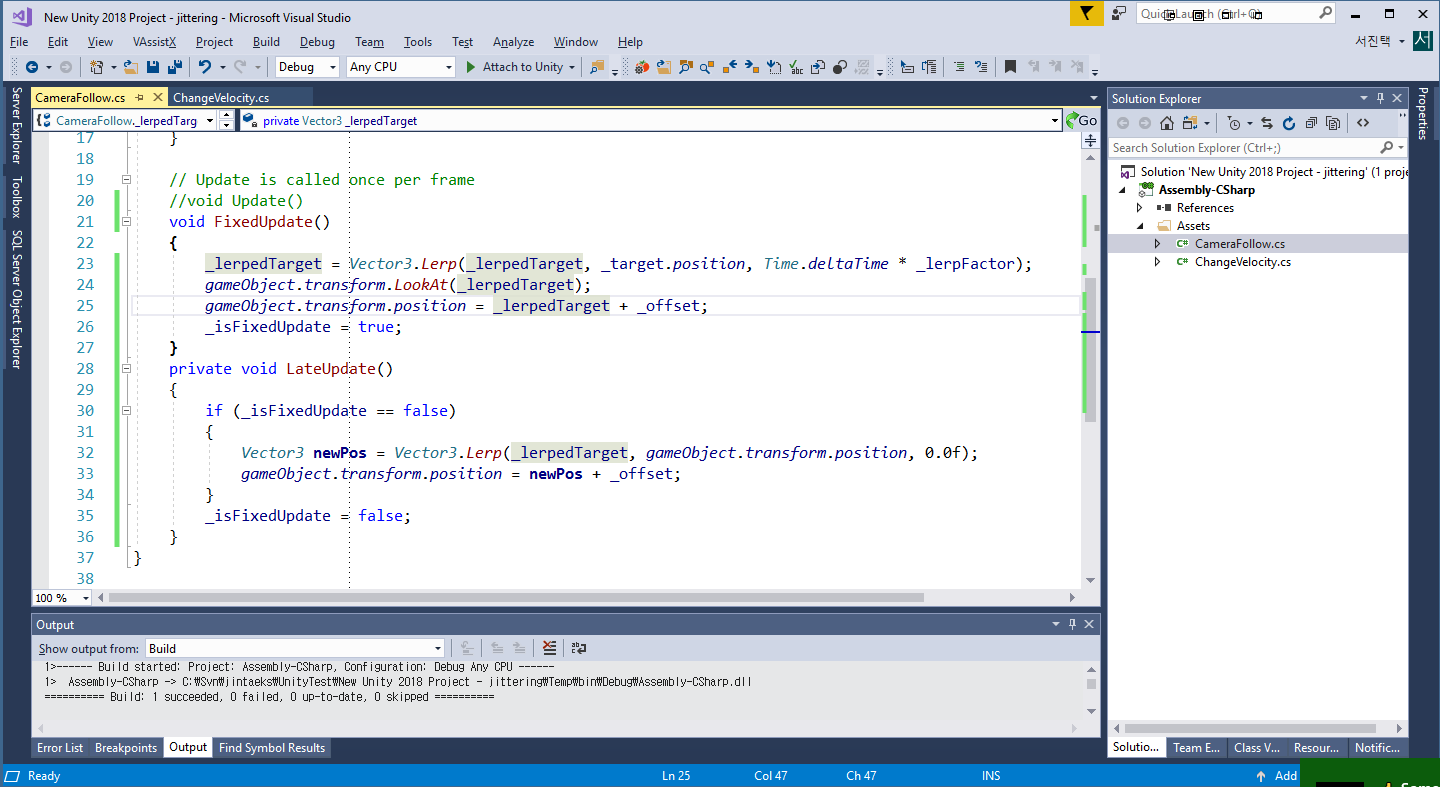 New Unity 2018 Project - jittering - Microsoft Visual Studio
File Edit View VAssistX Project Build Debug Team Tools Test Analyze Window Help
서진택 서
Debug Any CPU Attach to Unity
Server Explorer
Toolbox
SQL Server Object Explorer
CameraFollow.cs ChangeVelocity.cs
CameraFollow._lerpedTarg private Vector3 _lerpedTarget Go
17 }
18
19 // Update is called once per frame
20 //void Update()
21 void FixedUpdate()
22 {
23 _lerpedTarget = Vector3.Lerp(_lerpedTarget, _target.position, Time.deltaTime * _lerpFactor);
24 gameObject.transform.LookAt(_lerpedTarget);
25 gameObject.transform.position = _lerpedTarget + _offset;
26 _isFixedUpdate = true;
27 }
28 private void LateUpdate()
29 {
30 if (_isFixedUpdate == false)
31 {
32 Vector3 newPos = Vector3.Lerp(_lerpedTarget, gameObject.transform.position, 0.0f);
33 gameObject.transform.position = newPos + _offset;
34 }
35 _isFixedUpdate = false;
36 }
37 }
38
100 %
Output
Show output from: Build
1>------ Build started: Project: Assembly-CSharp, Configuration: Debug Any CPU ------
1> Assembly-CSharp -> C:₩Svn₩jintaeks₩UnityTest₩New Unity 2018 Project - jittering₩Temp₩bin₩Debug₩Assembly-CSharp.dll
========== Build: 1 succeeded, 0 failed, 0 up-to-date, 0 skipped ==========
Error List Breakpoints Output Find Symbol Results
Solution Explorer
Search Solution Explorer (Ctrl+;)
Solution 'New Unity 2018 Project - jittering' (1 proje
Assembly-CSharp
References
Assets
C# CameraFollow.cs
C# ChangeVelocity.cs
Soluti... Team E... Class V... Resour... Notific...
Properties
Ready Ln 25 Col 47 Ch 47 INS Add